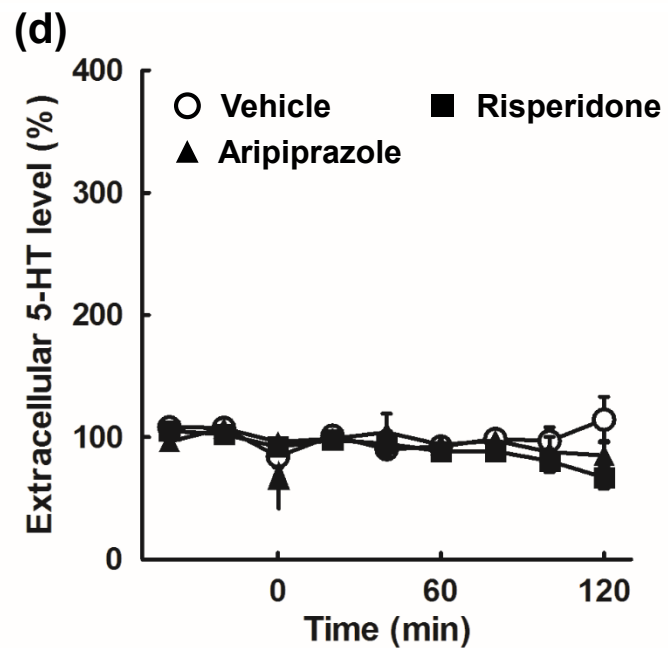 (d)
400
300
200
100
0
Extracellular 5-HT level (%)
Vehicle
Risperidone
Aripiprazole
0 60 120
Time (min)